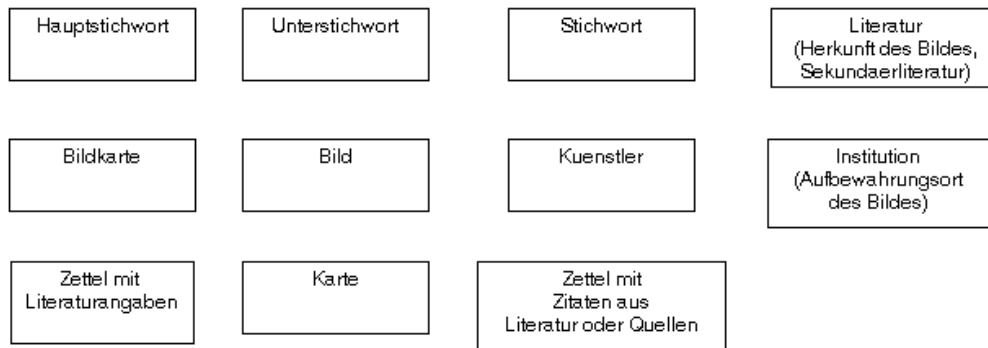 Hauptstichwort
Unterstichwort
Stichwort
Literatur
(Herkunft des Bildes,
Sekundaerliteratur)
Bildkarte
Bild
Kuenstler
Institution
(Aufbewahrungsort
des Bildes)
Zettel mit
Literaturangaben
Karte
Zettel mit
Zitaten aus
Literatur oder Quellen